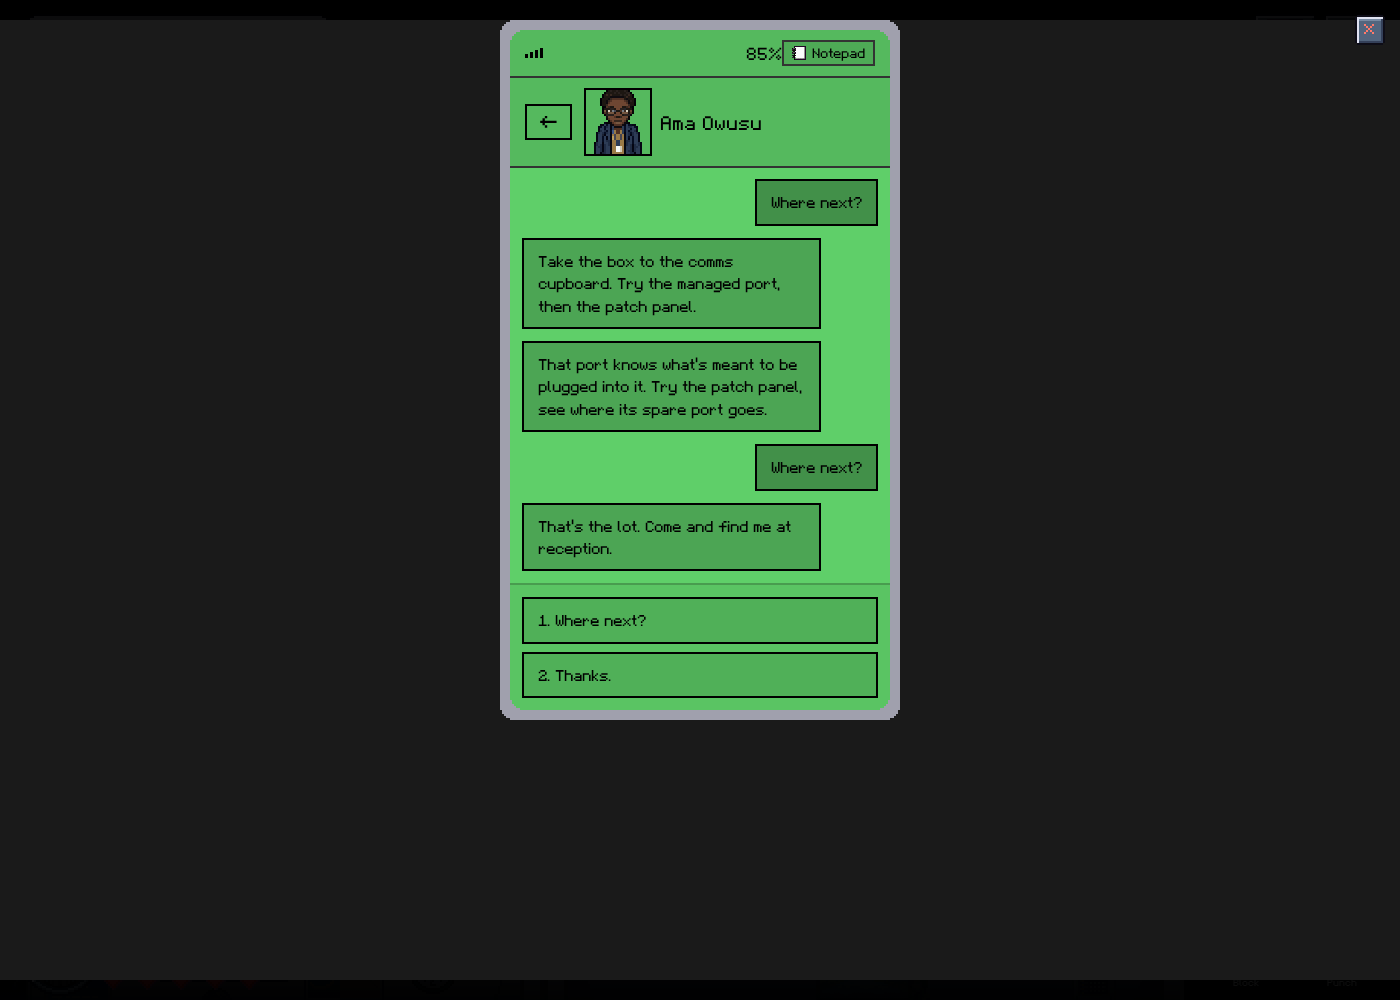 85%
Notepad
Ama Owusu
Where next?
Take the box to the comms
cupboard. Try the managed port,
then the patch panel.
That port knows what's meant to be
plugged into it. Try the patch panel,
see where its spare port goes.
Where next?
That's the lot. Come and find me at
reception.
1. Where next?
2. Thanks.